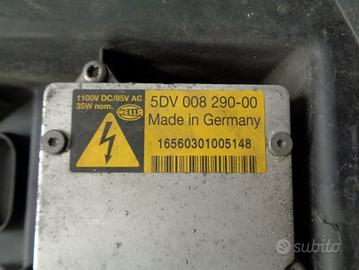 1100V DC/85V AC
35W nom.
HELLA
5DV 008 290-00
Made in Germany
16560301005148
subito